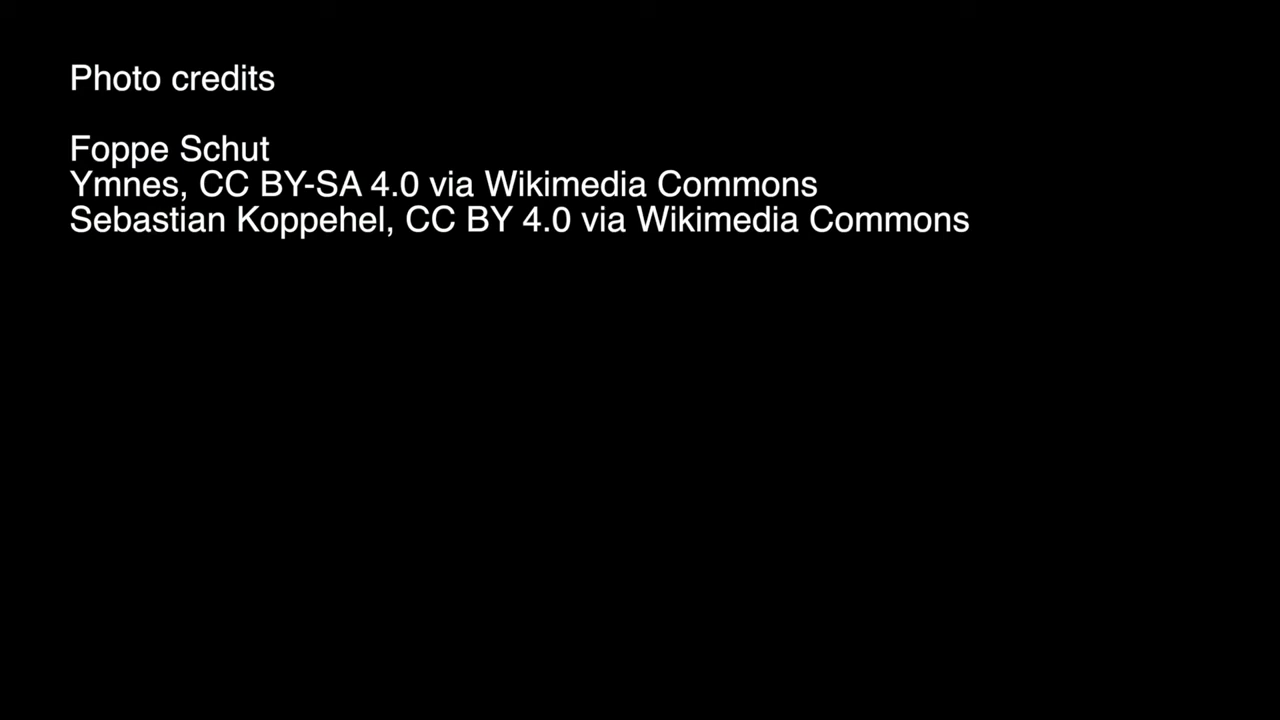 Photo credits
Foppe Schut
Ymnes, CC BY-SA 4.0 via Wikimedia Commons
Sebastian Koppehel, CC BY 4.0 via Wikimedia Commons